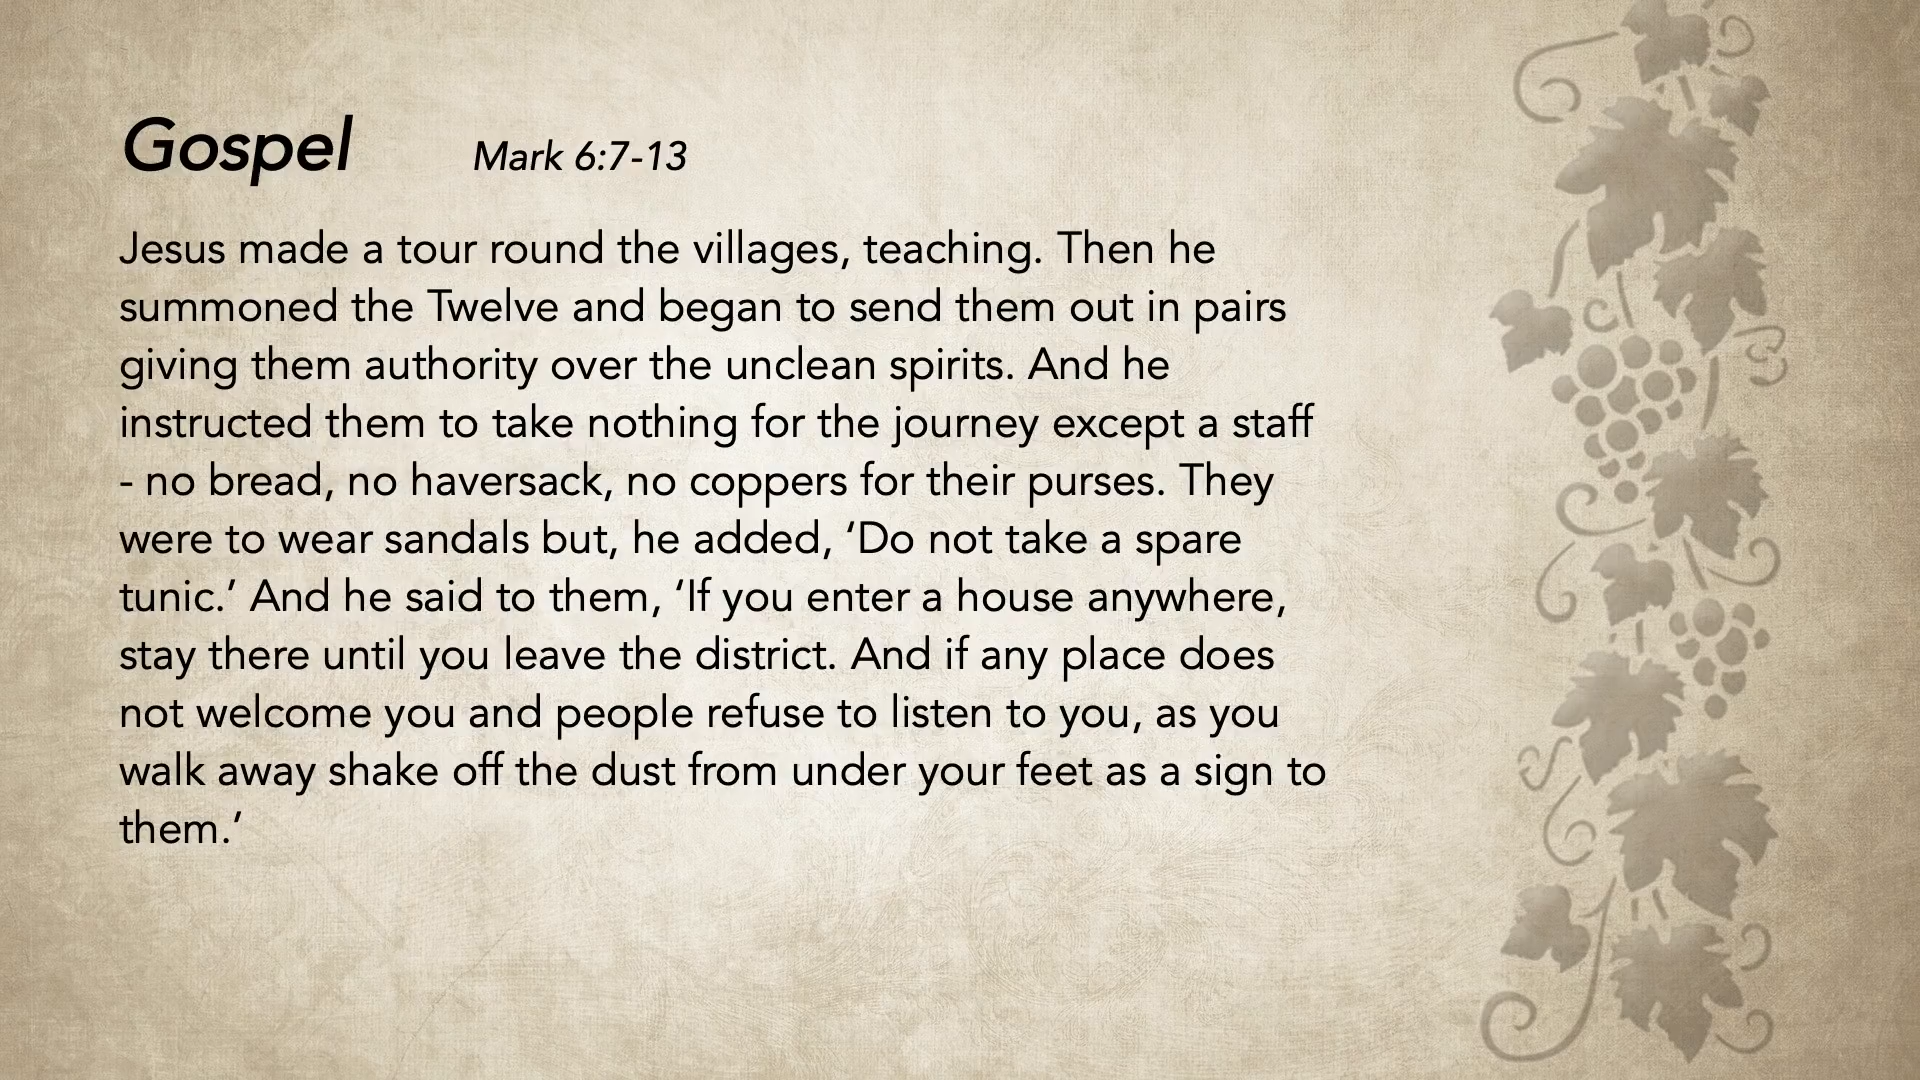 Gospel Mark 6:7-13
Jesus made a tour round the villages, teaching. Then he
summoned the Twelve and began to send them out in pairs
giving them authority over the unclean spirits. And he
instructed them to take nothing for the journey except a staff
- no bread, no haversack, no coppers for their purses. They
were to wear sandals but, he added, ‘Do not take a spare
tunic.’ And he said to them, ‘If you enter a house anywhere,
stay there until you leave the district. And if any place does
not welcome you and people refuse to listen to you, as you
walk away shake off the dust from under your feet as a sign to
them.’